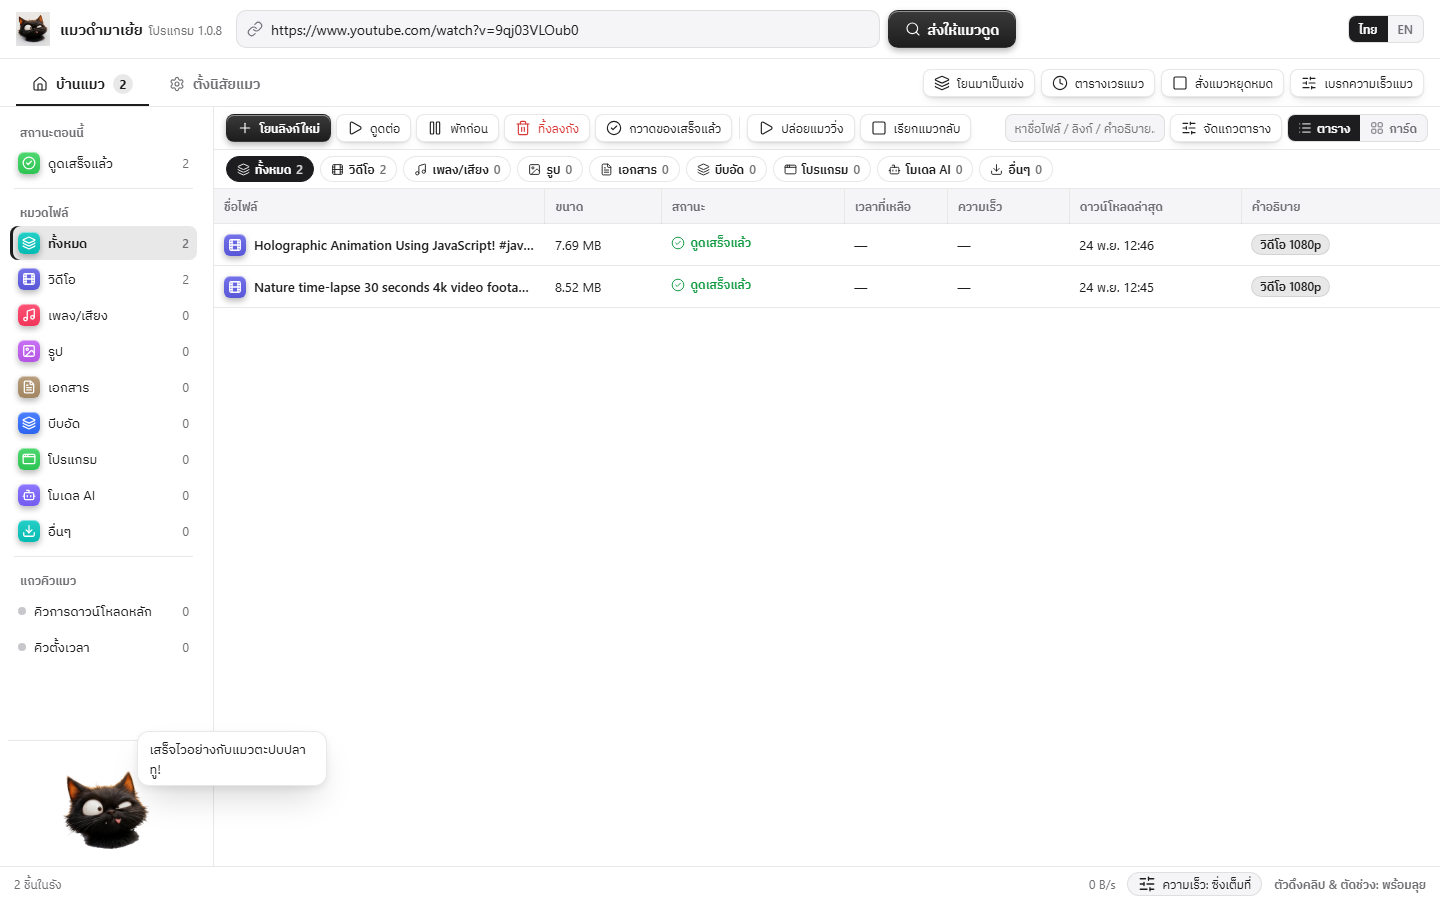 แมวดำมาเย้ย โปรแกรม 1.0.8
https://www.youtube.com/watch?v=9qj03VLOub0
ส่งให้แมวดูด
ไทย EN
บ้านแมว 2
ตั้งนิสัยแมว
โยนมาเป็นเข่ง
ตารางเวรแมว
สั่งแมวหยุดหมด
เบรกความเร็วแมว
สถานะตอนนี้
ดูดเสร็จแล้ว 2
หมวดไฟล์
ทั้งหมด 2
วิดีโอ 2
เพลง/เสียง 0
รูป 0
เอกสาร 0
บีบอัด 0
โปรแกรม 0
โมเดล AI 0
อื่นๆ 0
แถวคิวแมว
คิวการดาวน์โหลดหลัก 0
คิวตั้งเวลา 0
โยนลิงก์ใหม่
ดูดต่อ
พักก่อน
ทิ้งลงถัง
กวาดของเสร็จแล้ว
ปล่อยแมววิ่ง
เรียกแมวกลับ
หาชื่อไฟล์ / ลิงก์ / คำอธิบาย.
จัดแถวตาราง
ตาราง
การ์ด
ทั้งหมด 2
วิดีโอ 2
เพลง/เสียง 0
รูป 0
เอกสาร 0
บีบอัด 0
โปรแกรม 0
โมเดล AI 0
อื่นๆ 0
ชื่อไฟล์ ขนาด สถานะ เวลาที่เหลือ ความเร็ว ดาวน์โหลดล่าสุด คำอธิบาย
Holographic Animation Using JavaScript! #jav... 7.69 MB ดูดเสร็จแล้ว — — 24 พ.ย. 12:46 วิดีโอ 1080p
Nature time-lapse 30 seconds 4k video foota... 8.52 MB ดูดเสร็จแล้ว — — 24 พ.ย. 12:45 วิดีโอ 1080p
เสร็จไวอย่างกับแมวตะปบปลา
ทู!
2 ชิ้นในรัง
0 B/s
ความเร็ว: ซิ่งเต็มที่
ตัวดึงคลิป & ตัดช่วง: พร้อมลุย